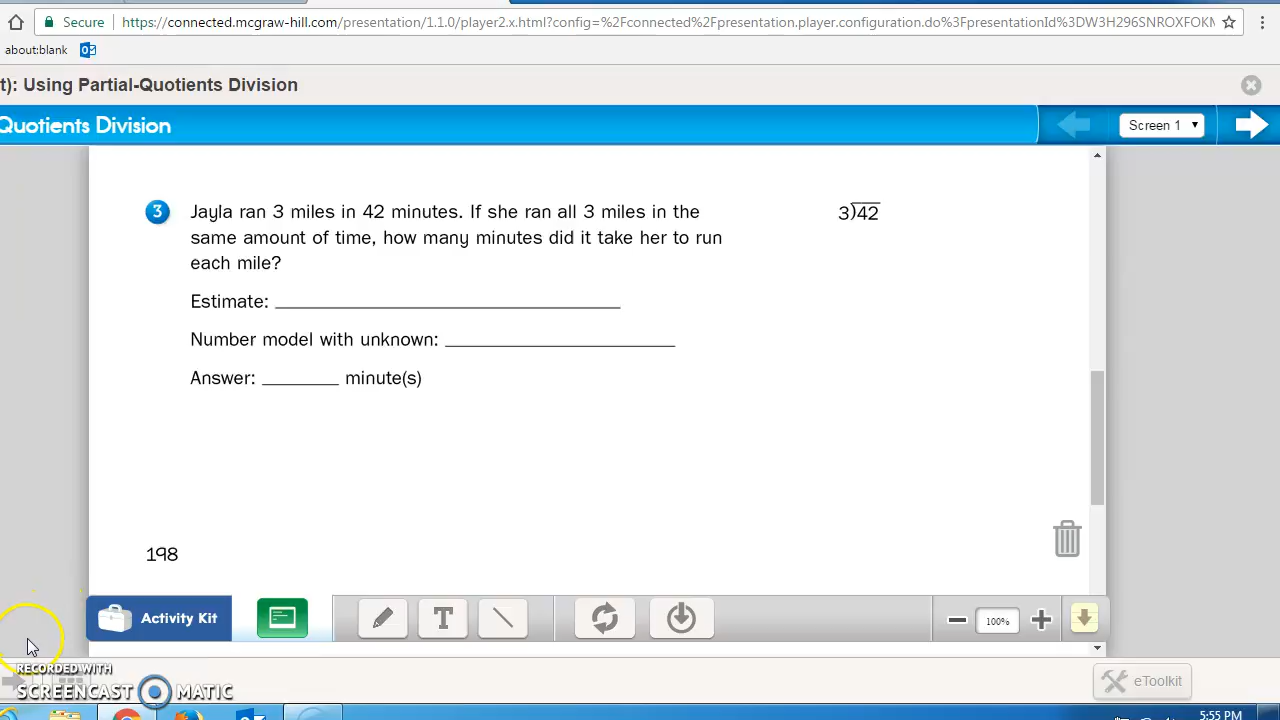 Secure
https://connected.mcgraw-hill.com/presentation/1.1.0/player2.x.html?config=%2Fconnected%2Fpresentation.player.configuration.do%3FpresentationId%3DW3H296SNROXFOKM
about:blank
t): Using Partial-Quotients Division
Quotients Division
Screen 1
3 Jayla ran 3 miles in 42 minutes. If she ran all 3 miles in the
same amount of time, how many minutes did it take her to run
each mile?
3)42
Estimate:
Number model with unknown:
Answer: ________ minute(s)
198
Activity Kit
T
100%
RECORDED WITH
SCREENCAST MATIC
eToolkit
5:55 PM